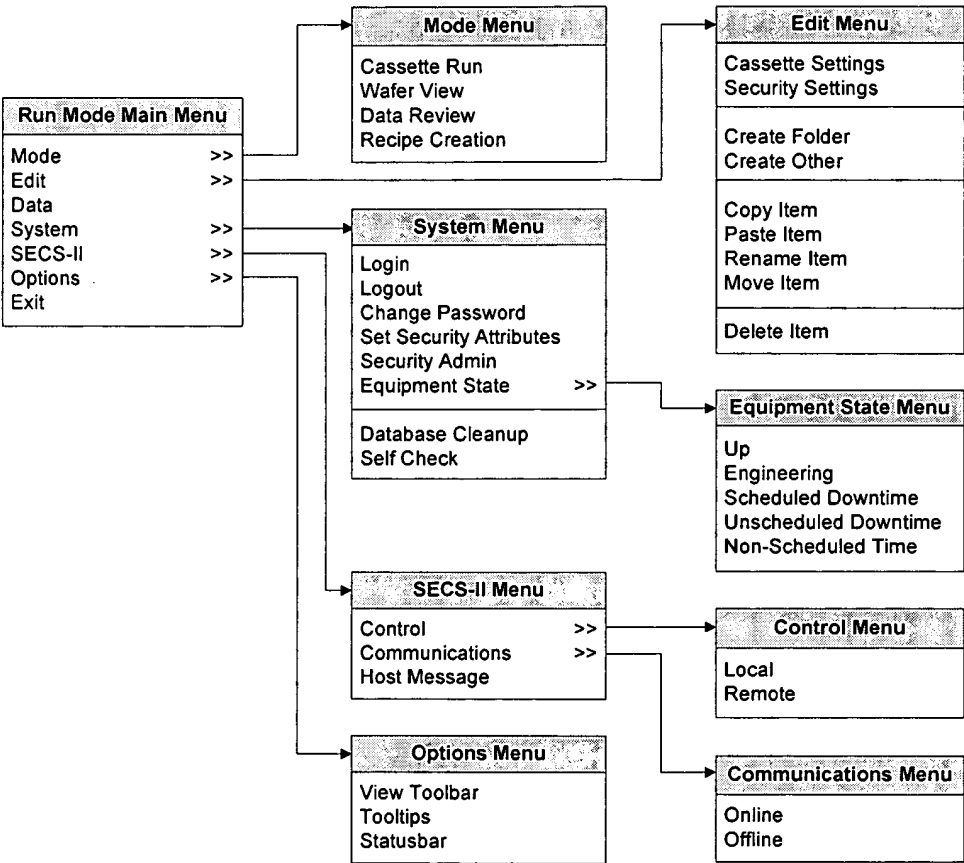 Run Mode Main Menu
Mode >>
Edit >>
Data
System >>
SECS-II >>
Options >>
Exit
Mode Menu
Cassette Run
Wafer View
Data Review
Recipe Creation
Edit Menu
Cassette Settings
Security Settings
Create Folder
Create Other
Copy Item
Paste Item
Rename Item
Move Item
Delete Item
System Menu
Login
Logout
Change Password
Set Security Attributes
Security Admin
Equipment State >>
Database Cleanup
Self Check
Equipment State Menu
Up
Engineering
Scheduled Downtime
Unscheduled Downtime
Non-Scheduled Time
SECS-II Menu
Control >>
Communications >>
Host Message
Control Menu
Local
Remote
Options Menu
View Toolbar
Tooltips
Statusbar
Communications Menu
Online
Offline